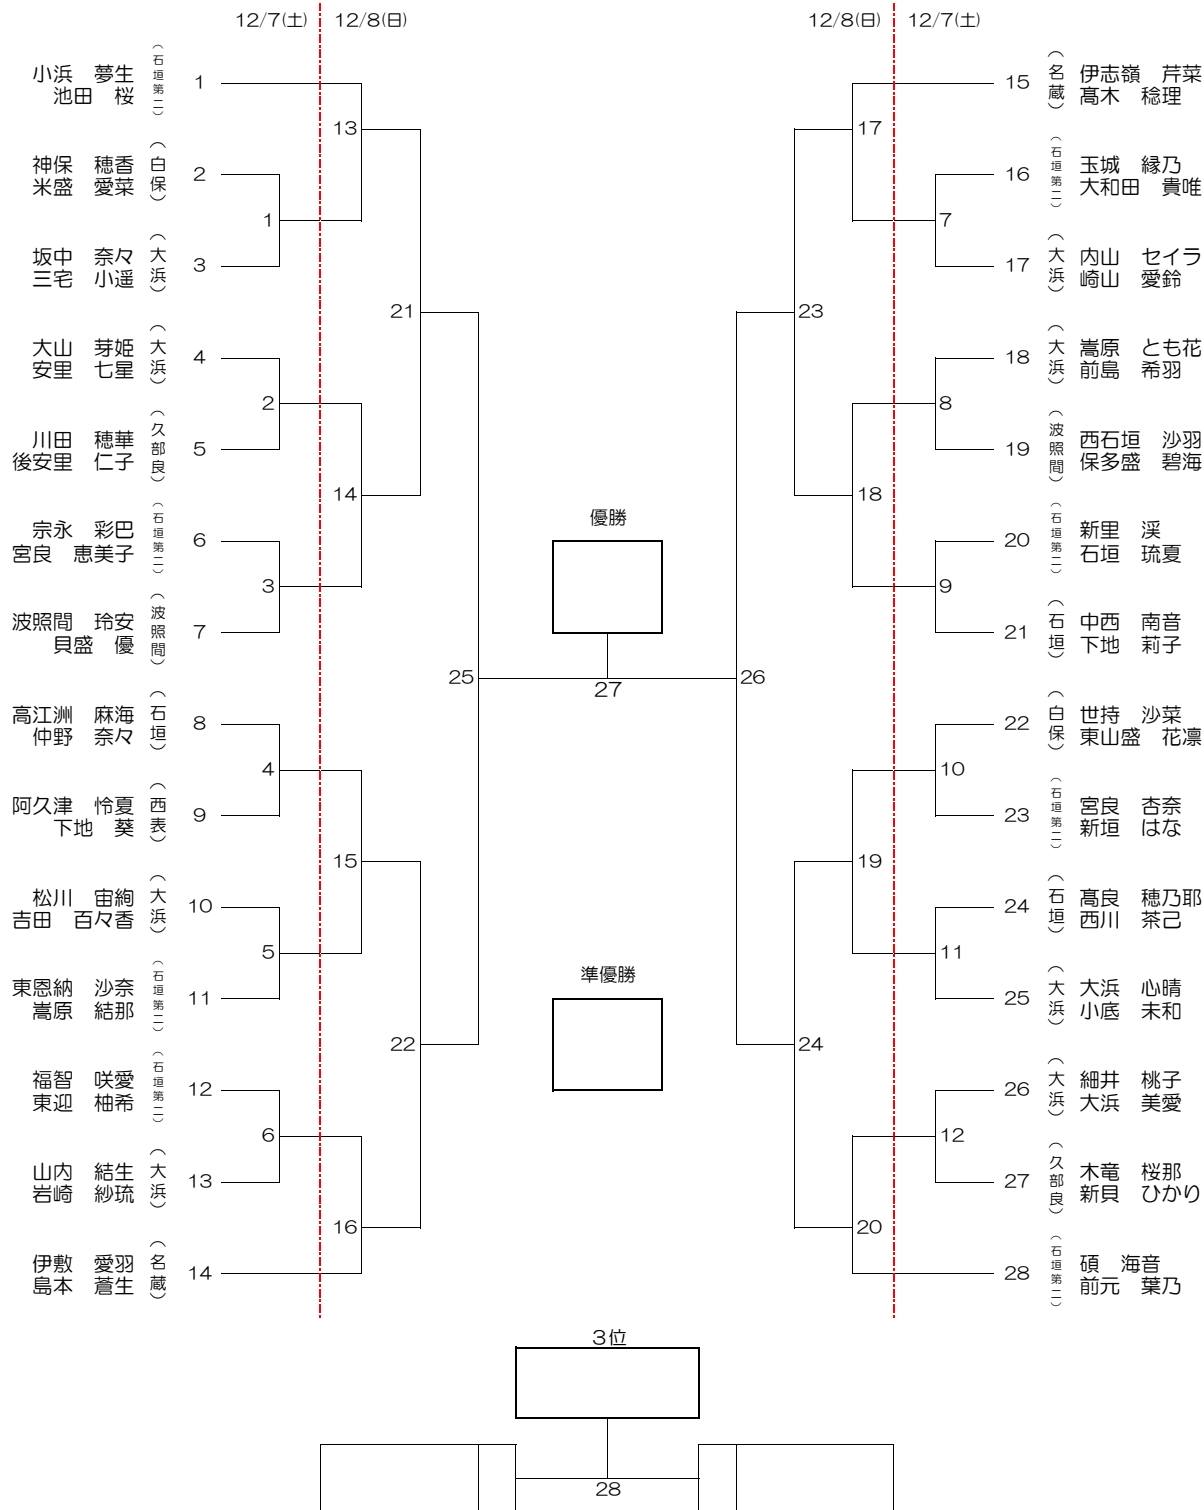 12/7(土) 12/8(日)
12/8(日) 12/7(土)
小浜 夢生
池田 桜
(石垣第二)
1
神保 穂香
米盛 愛菜
(白保)
2
坂中 奈々
三宅 小遥
(大浜)
3
大山 芽姫
安里 七星
(大浜)
4
川田 穂華
後安里 仁子
(久部良)
5
宗永 彩巴
宮良 恵美子
(石垣第二)
6
波照間 玲安
貝盛 優
(波照間)
7
高江洲 麻海
仲野 奈々
(石垣)
8
阿久津 怜夏
下地 葵
(西表)
9
松川 宙絢
吉田 百々香
(大浜)
10
東恩納 沙奈
嵩原 結那
(石垣第二)
11
福智 咲愛
東迎 柚希
(石垣第二)
12
山内 結生
岩崎 紗琉
(大浜)
13
伊敷 愛羽
島本 蒼生
(名蔵)
14
1
2
3
4
5
6
13
14
15
16
21
22
25
優勝
27
準優勝
26
23
24
17
18
19
20
7
8
9
10
11
12
15
(名蔵)
伊志嶺 芹菜
髙木 稔理
16
(石垣第二)
玉城 縁乃
大和田 貴唯
17
(大浜)
内山 セイラ
崎山 愛鈴
18
(大浜)
嵩原 とも花
前島 希羽
19
(波照間)
西石垣 沙羽
保多盛 碧海
20
(石垣第二)
新里 渓
石垣 琉夏
21
(石垣)
中西 南音
下地 莉子
22
(白保)
世持 沙菜
東山盛 花凛
23
(石垣第二)
宮良 杏奈
新垣 はな
24
(石垣)
髙良 穂乃耶
西川 茶己
25
(大浜)
大浜 心晴
小底 未和
26
(大浜)
細井 桃子
大浜 美愛
27
(久部良)
木竜 桜那
新貝 ひかり
28
(石垣第二)
碩 海音
前元 葉乃
3位
28